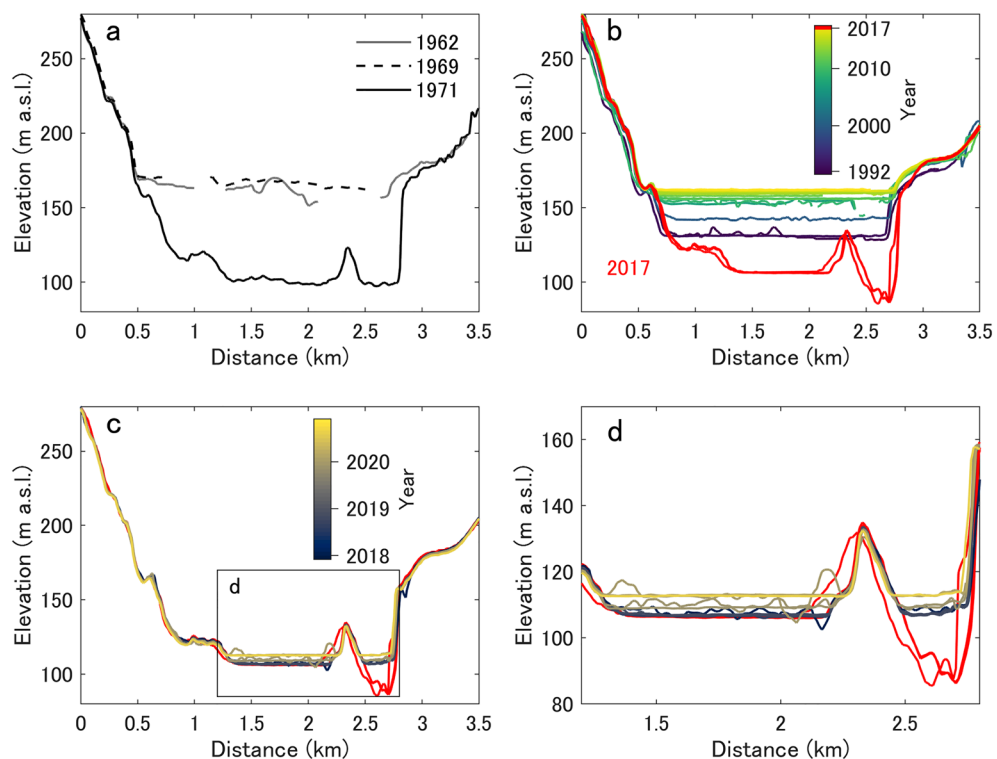 a
1962
1969
1971
Elevation (m a.s.l.)
250
200
150
100
0 0.5 1 1.5 2 2.5 3 3.5
Distance (km)
b
2017
2010
2000
1992
Year
2017
Elevation (m a.s.l.)
250
200
150
100
0 0.5 1 1.5 2 2.5 3 3.5
Distance (km)
c
2020
2019
2018
Year
d
Elevation (m a.s.l.)
250
200
150
100
0 0.5 1 1.5 2 2.5 3 3.5
Distance (km)
d
Elevation (m a.s.l.)
160
140
120
100
80
1.5 2 2.5
Distance (km)